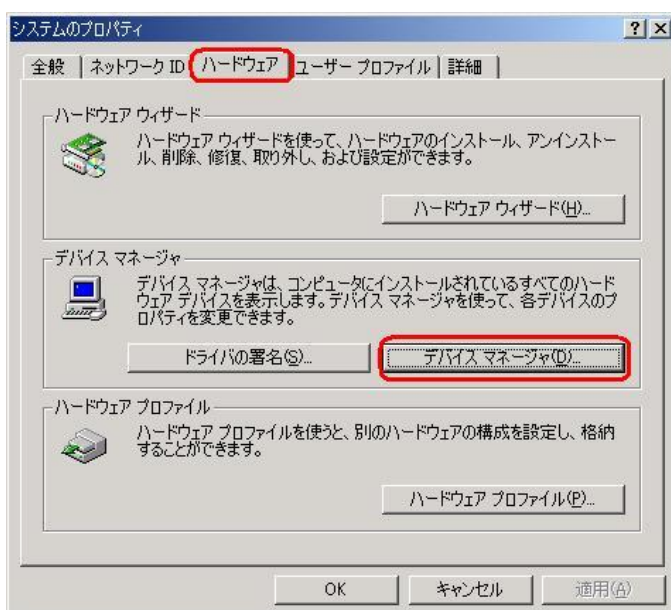 システムのプロパティ
全般
ネットワーク ID
ハードウェア
ユーザー プロファイル
詳細
ハードウェア ウィザード
ハードウェア ウィザードを使って、ハードウェアのインストール、アンインストー
ル、削除、修復、取り外し、および設定ができます。
ハードウェア ウィザード(H)...
デバイス マネージャ
デバイス マネージャは、コンピュータにインストールされているすべてのハード
ウェア デバイスを表示します。デバイス マネージャを使って、各デバイスのプ
ロパティを変更できます。
ドライバの署名(S)...
デバイス マネージャ(D)...
ハードウェア プロファイル
ハードウェア プロファイルを使うと、別のハードウェアの構成を設定し、格納
することができます。
ハードウェア プロファイル(P)...
OK
キャンセル
適用(A)